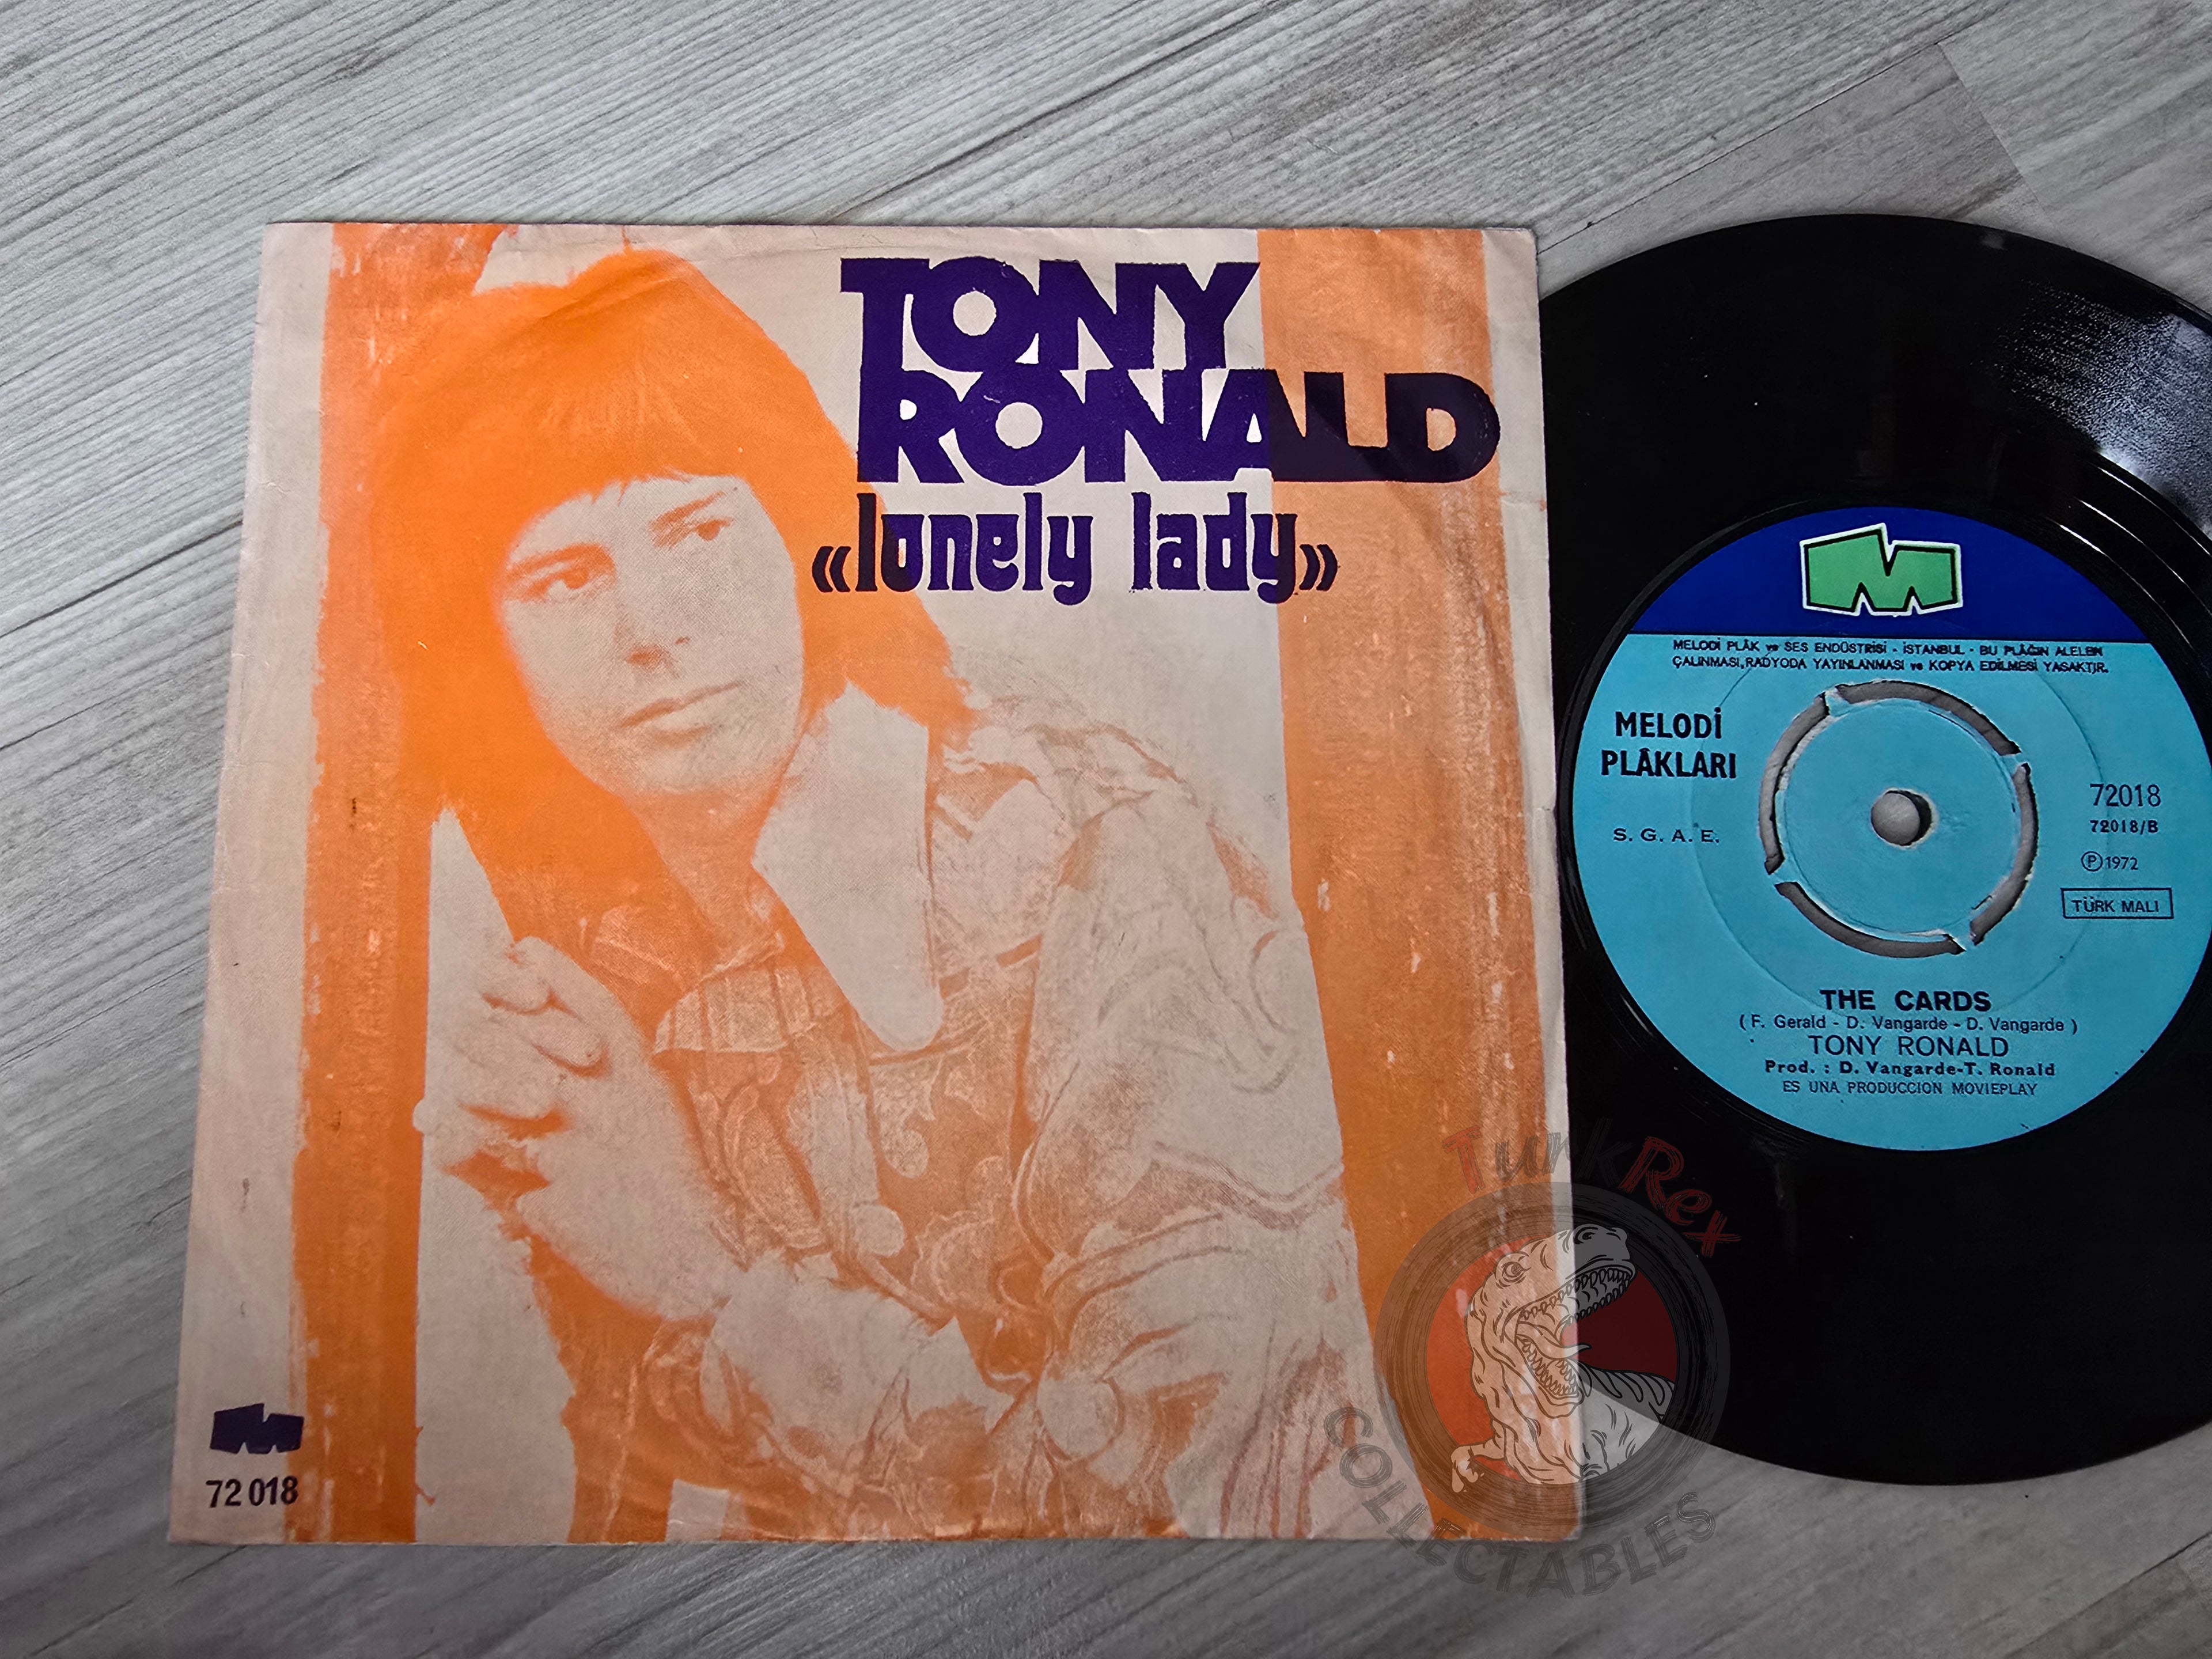 TONY
RONALD
«lonely lady»
72 018
MELODİ PLÂK ve SES ENDÜSTRİSİ - İSTANBUL - BU PLÂĞIN ALELEN
ÇALINMASI, RADYODA YAYINLANMASI ve KOPYA EDİLMESİ YASAKTIR.
MELODİ
PLÂKLARI
S. G. A. E.
72018
72018/B
Ⓟ 1972
TÜRK MALI
THE CARDS
( F. Gerald - D. Vangarde - D. Vangarde )
TONY RONALD
Prod. : D. Vangarde-T. Ronald
ES UNA PRODUCCION MOVIEPLAY
TurkRex
COLLECTABLES